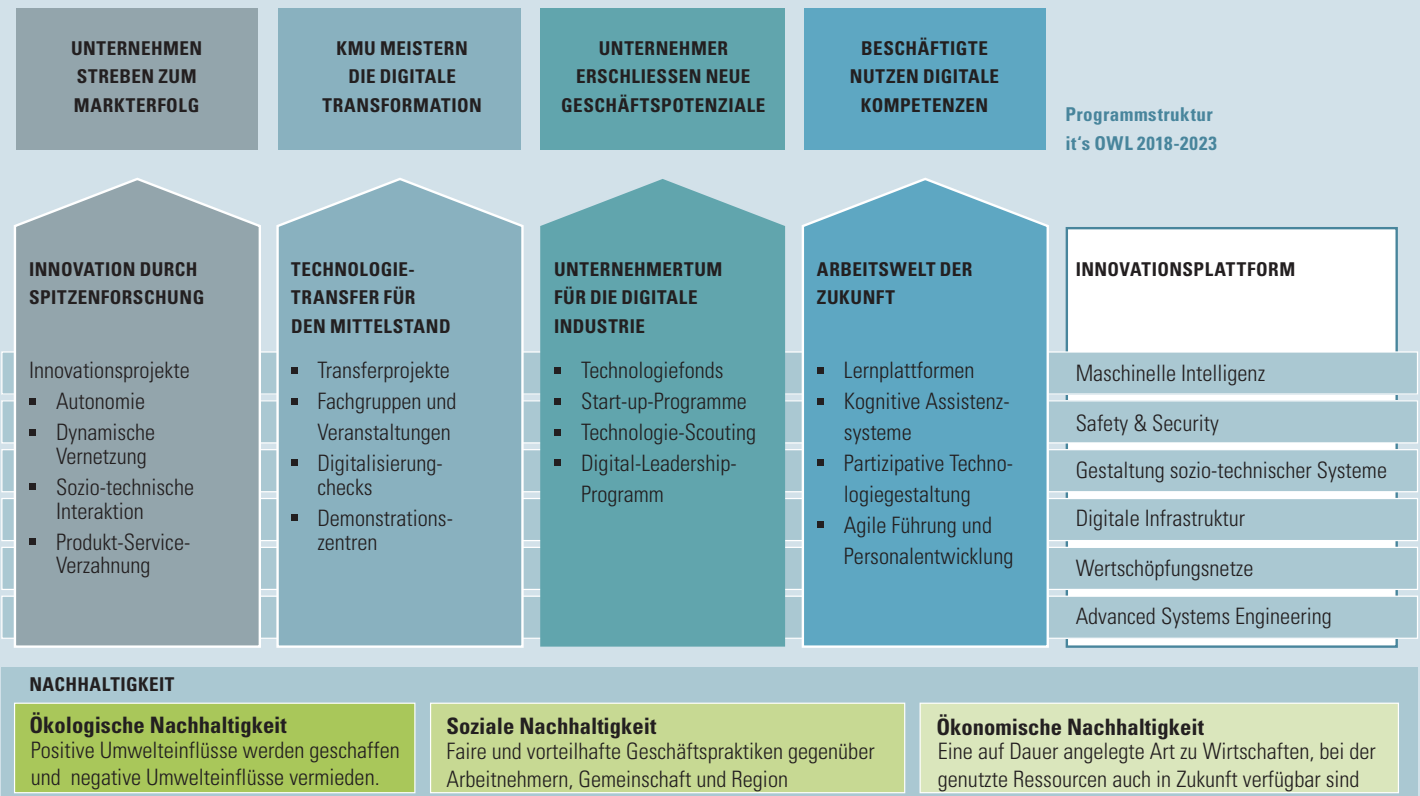 UNTERNEHMEN
STREBEN ZUM
MARKTERFOLG
KMU MEISTERN
DIE DIGITALE
TRANSFORMATION
UNTERNEHMER
ERSCHLIESSEN NEUE
GESCHÄFTSPOTENZIALE
BESCHÄFTIGTE
NUTZEN DIGITALE
KOMPETENZEN
Programmstruktur
it‘s OWL 2018-2023
INNOVATION DURCH
SPITZENFORSCHUNG
Innovationsprojekte
▪ Autonomie
▪ Dynamische
Vernetzung
▪ Sozio-technische
Interaktion
▪ Produkt-Service-
Verzahnung
TECHNOLOGIE-
TRANSFER FÜR
DEN MITTELSTAND
▪ Transferprojekte
▪ Fachgruppen und
Veranstaltungen
▪ Digitalisierung-
checks
▪ Demonstrations-
zentren
UNTERNEHMERTUM
FÜR DIE DIGITALE
INDUSTRIE
▪ Technologiefonds
▪ Start-up-Programme
▪ Technologie-Scouting
▪ Digital-Leadership-
Programm
ARBEITSWELT DER
ZUKUNFT
▪ Lernplattformen
▪ Kognitive Assistenz-
systeme
▪ Partizipative Techno-
logiegestaltung
▪ Agile Führung und
Personalentwicklung
INNOVATIONSPLATTFORM
Maschinelle Intelligenz
Safety & Security
Gestaltung sozio-technischer Systeme
Digitale Infrastruktur
Wertschöpfungsnetze
Advanced Systems Engineering
NACHHALTIGKEIT
Ökologische Nachhaltigkeit
Positive Umwelteinflüsse werden geschaffen
und negative Umwelteinflüsse vermieden.
Soziale Nachhaltigkeit
Faire und vorteilhafte Geschäftspraktiken gegenüber
Arbeitnehmern, Gemeinschaft und Region
Ökonomische Nachhaltigkeit
Eine auf Dauer angelegte Art zu Wirtschaften, bei der
genutzte Ressourcen auch in Zukunft verfügbar sind